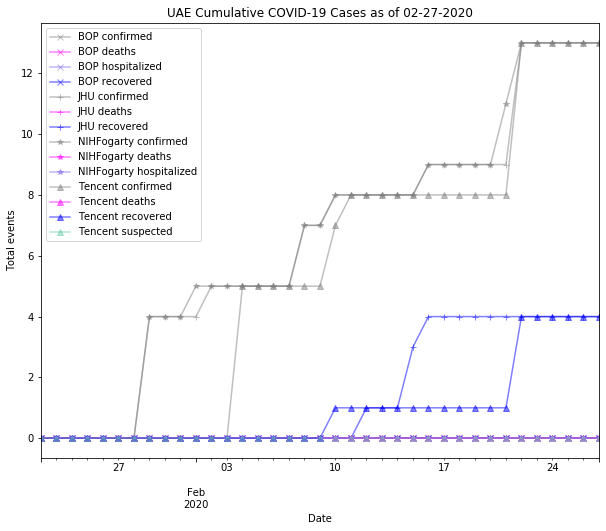 UAE Cumulative COVID-19 Cases as of 02-27-2020
BOP confirmed
BOP deaths
BOP hospitalized
BOP recovered
JHU confirmed
JHU deaths
JHU recovered
NIHFogarty confirmed
NIHFogarty deaths
NIHFogarty hospitalized
Tencent confirmed
Tencent deaths
Tencent recovered
Tencent suspected
Total events
12
10
8
6
4
2
0
27 03 10 17 24
Feb
2020
Date